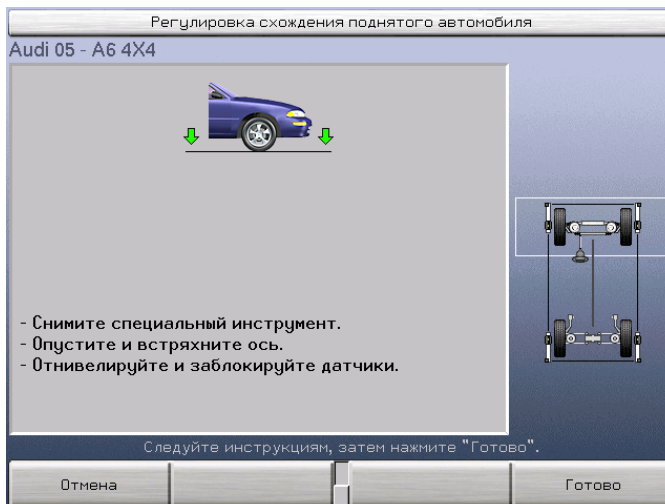 Регулировка схождения поднятого автомобиля
Audi 05 - A6 4X4
- Снимите специальный инструмент.
- Опустите и встряхните ось.
- Отнивелируйте и заблокируйте датчики.
Следуйте инструкциям, затем нажмите "Готово".
Отмена
Готово